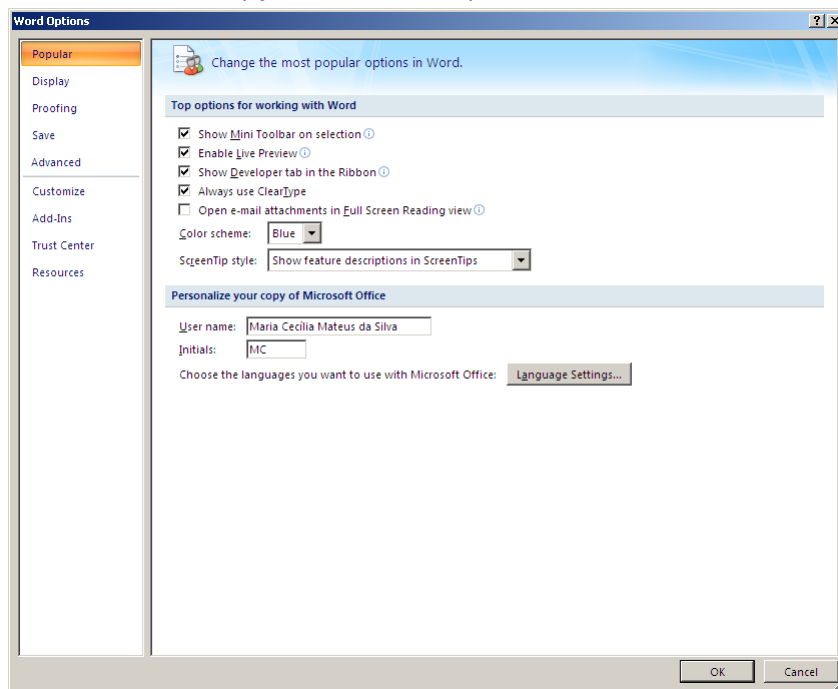 Word Options
Popular
Display
Proofing
Save
Advanced
Customize
Add-Ins
Trust Center
Resources
Change the most popular options in Word.
Top options for working with Word
Show Mini Toolbar on selection
Enable Live Preview
Show Developer tab in the Ribbon
Always use ClearType
Open e-mail attachments in Full Screen Reading view
Color scheme: Blue
ScreenTip style: Show feature descriptions in ScreenTips
Personalize your copy of Microsoft Office
User name: Maria Cecília Mateus da Silva
Initials: MC
Choose the languages you want to use with Microsoft Office: Language Settings...
OK Cancel